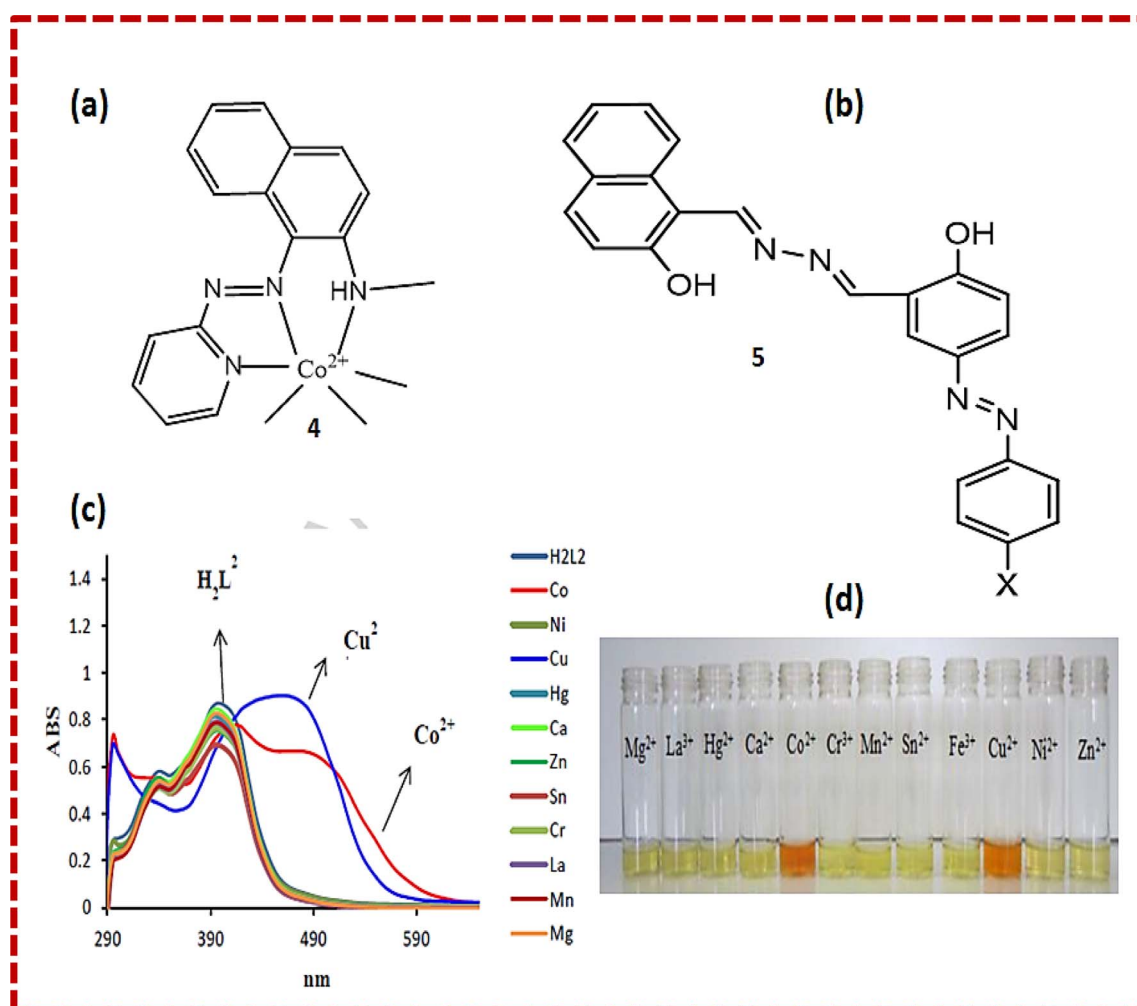 (a)
N
N
HN
N
Co2+
4
(b)
OH
N
N
OH
5
N
N
X
(c)
1.4
1.2
1
0.8
0.6
0.4
0.2
0
ABS
290
390
490
590
nm
H2L2
Cu2
Co2+
H2L2
Co
Ni
Cu
Hg
Ca
Zn
Sn
Cr
La
Mn
Mg
(d)
Mg2+ La3+ Hg2+ Ca2+ Co2+ Cr3+ Mn2+ Sn2+ Fe3+ Cu2+ Ni2+ Zn2+